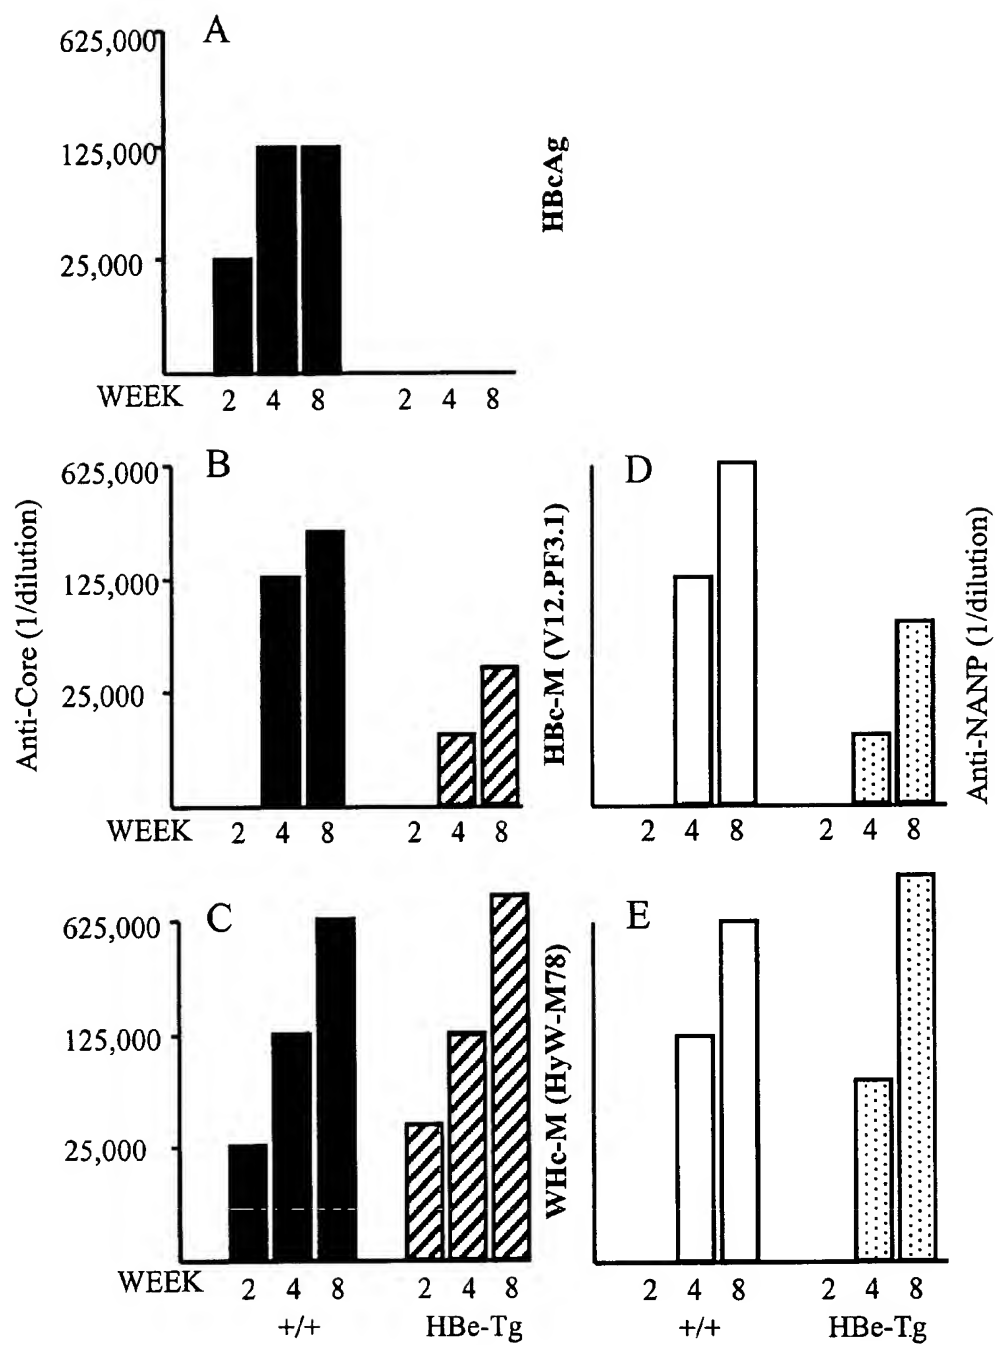 A
625,000
125,000
25,000
WEEK 2 4 8 2 4 8
HBcAg
Anti-Core (1/dilution)
B
625,000
125,000
25,000
WEEK 2 4 8 2 4 8
HBc-M (V12.PF3.1)
D
2 4 8 2 4 8
Anti-NANP (1/dilution)
C
625,000
125,000
25,000
WEEK 2 4 8 2 4 8
+/+ HBe-Tg
WHc-M (HyW-M78)
E
2 4 8 2 4 8
+/+ HBe-Tg